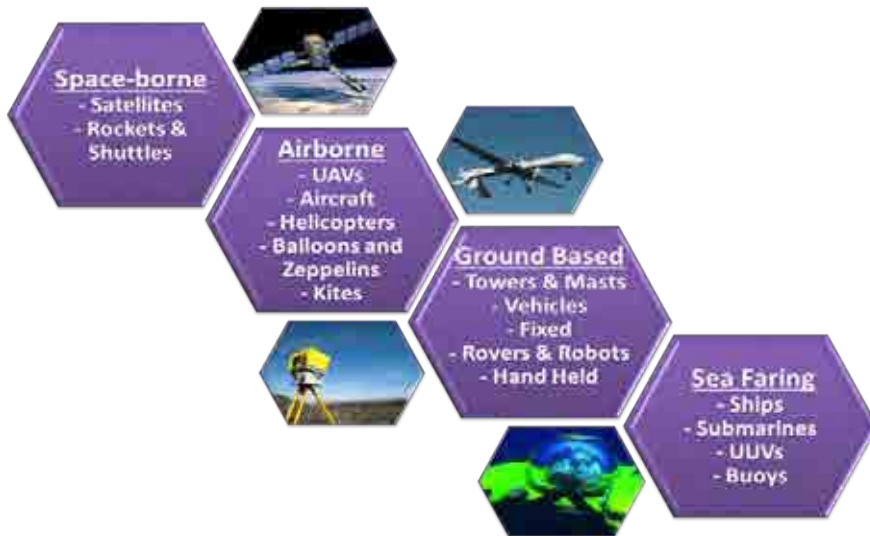 Space-borne
- Satellites
- Rockets &
Shuttles
Airborne
- UAVs
- Aircraft
- Helicopters
- Balloons and
Zeppelins
- Kites
Ground Based
- Towers & Masts
- Vehicles
- Fixed
- Rovers & Robots
- Hand Held
Sea Faring
- Ships
- Submarines
- UUVs
- Buoys